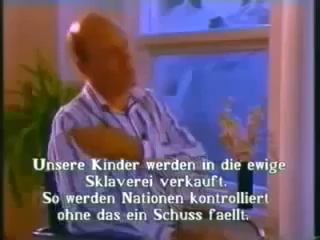 Unsere Kinder werden in die ewige
Sklaverei verkauft.
So werden Nationen kontrolliert
ohne das ein Schuss faellt.